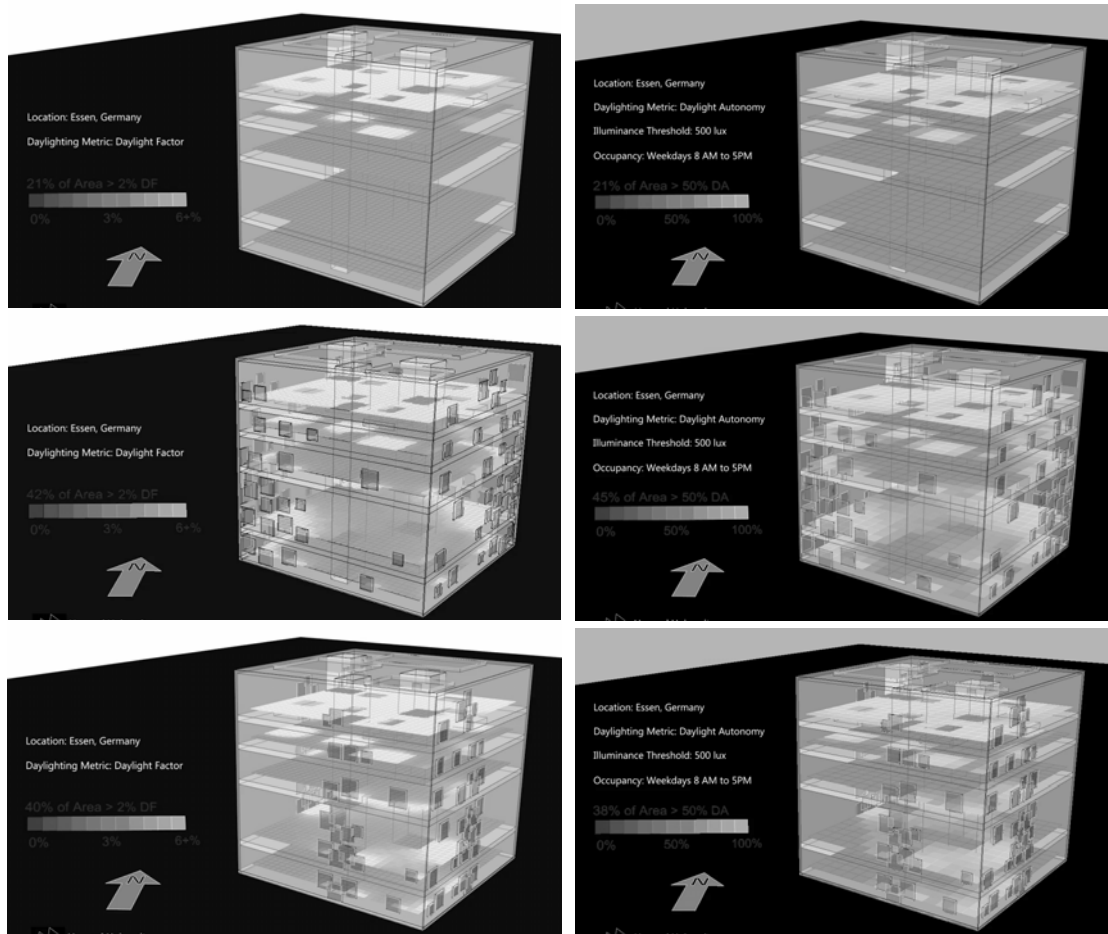 Location: Essen, Germany
Daylighting Metric: Daylight Factor
21% of Area > 2% DF
0% 3% 6+%
N
Location: Essen, Germany
Daylighting Metric: Daylight Autonomy
Illuminance Threshold: 500 lux
Occupancy: Weekdays 8 AM to 5PM
21% of Area > 50% DA
0% 50% 100%
N
Location: Essen, Germany
Daylighting Metric: Daylight Factor
42% of Area > 2% DF
0% 3% 6+%
N
Location: Essen, Germany
Daylighting Metric: Daylight Autonomy
Illuminance Threshold: 500 lux
Occupancy: Weekdays 8 AM to 5PM
45% of Area > 50% DA
0% 50% 100%
N
Location: Essen, Germany
Daylighting Metric: Daylight Factor
40% of Area > 2% DF
0% 3% 6+%
N
Location: Essen, Germany
Daylighting Metric: Daylight Autonomy
Illuminance Threshold: 500 lux
Occupancy: Weekdays 8 AM to 5PM
38% of Area > 50% DA
0% 50% 100%
N